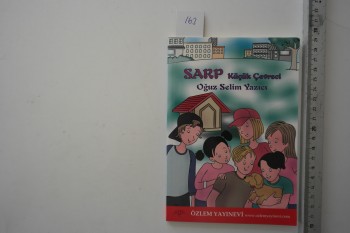 163
SARP Küçük Çevreci
Oğuz Selim Yazıcı
ÖZLEM YAYINEVİ